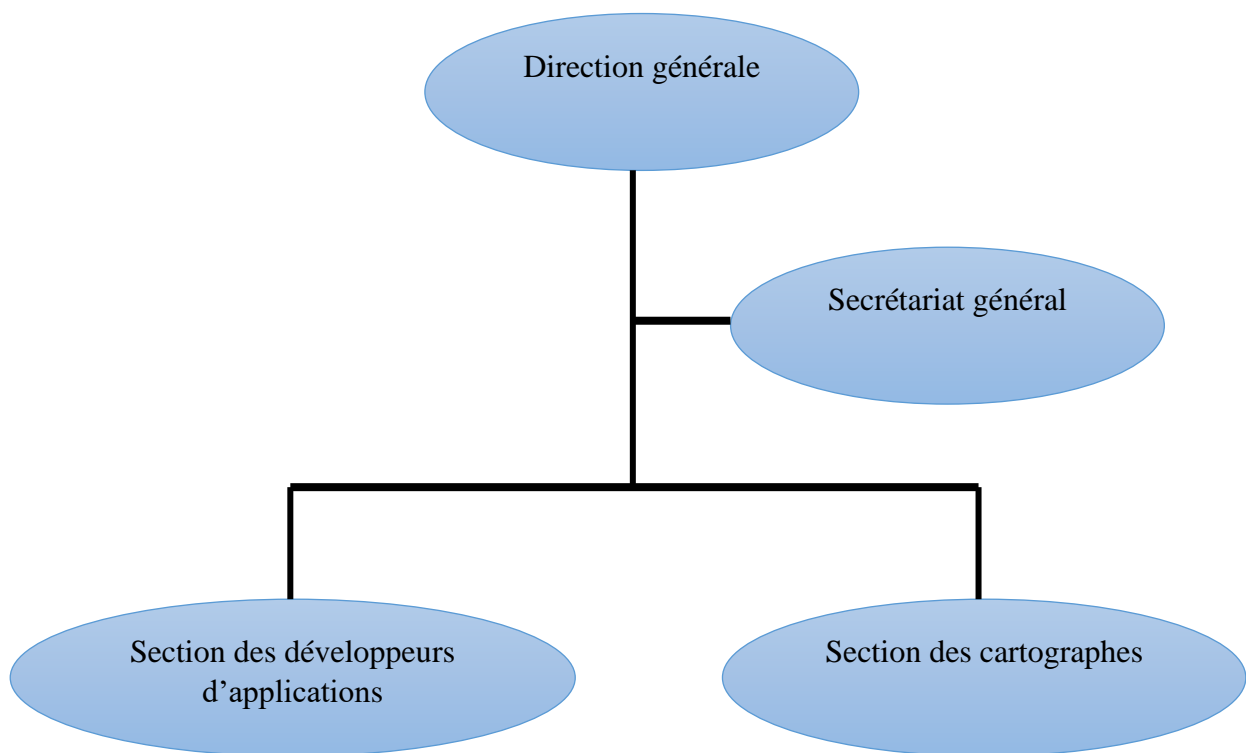 Direction générale
Secrétariat général
Section des développeurs
d’applications
Section des cartographes